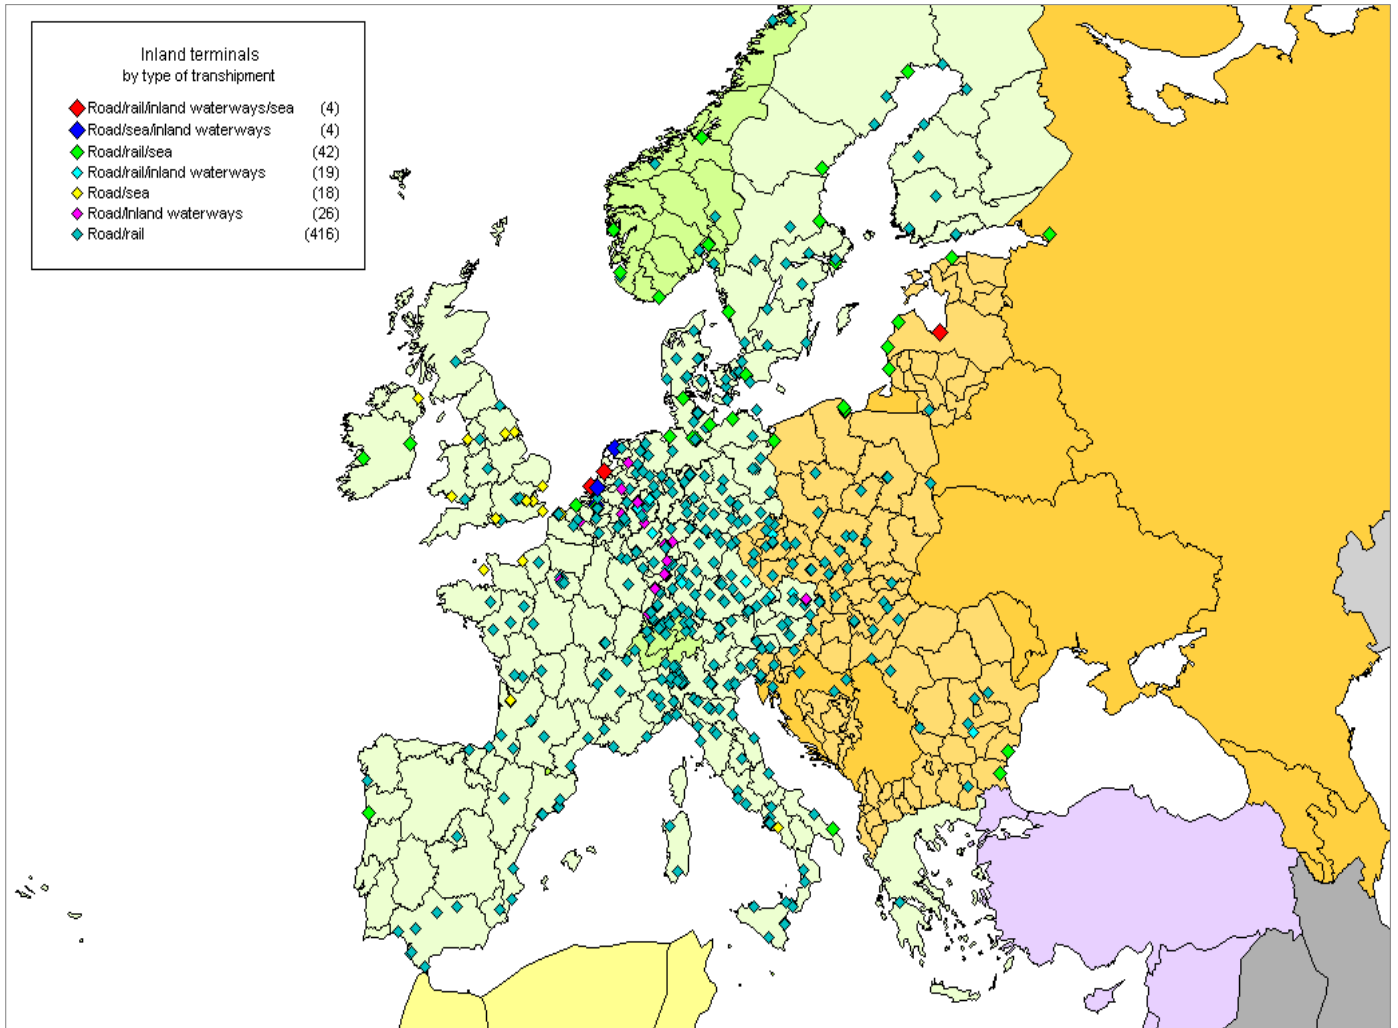 Inland terminals
by type of transhipment
Road/rail/inland waterways/sea (4)
Road/sea/inland waterways (4)
Road/rail/sea (42)
Road/rail/inland waterways (19)
Road/sea (18)
Road/Inland waterways (26)
Road/rail (416)